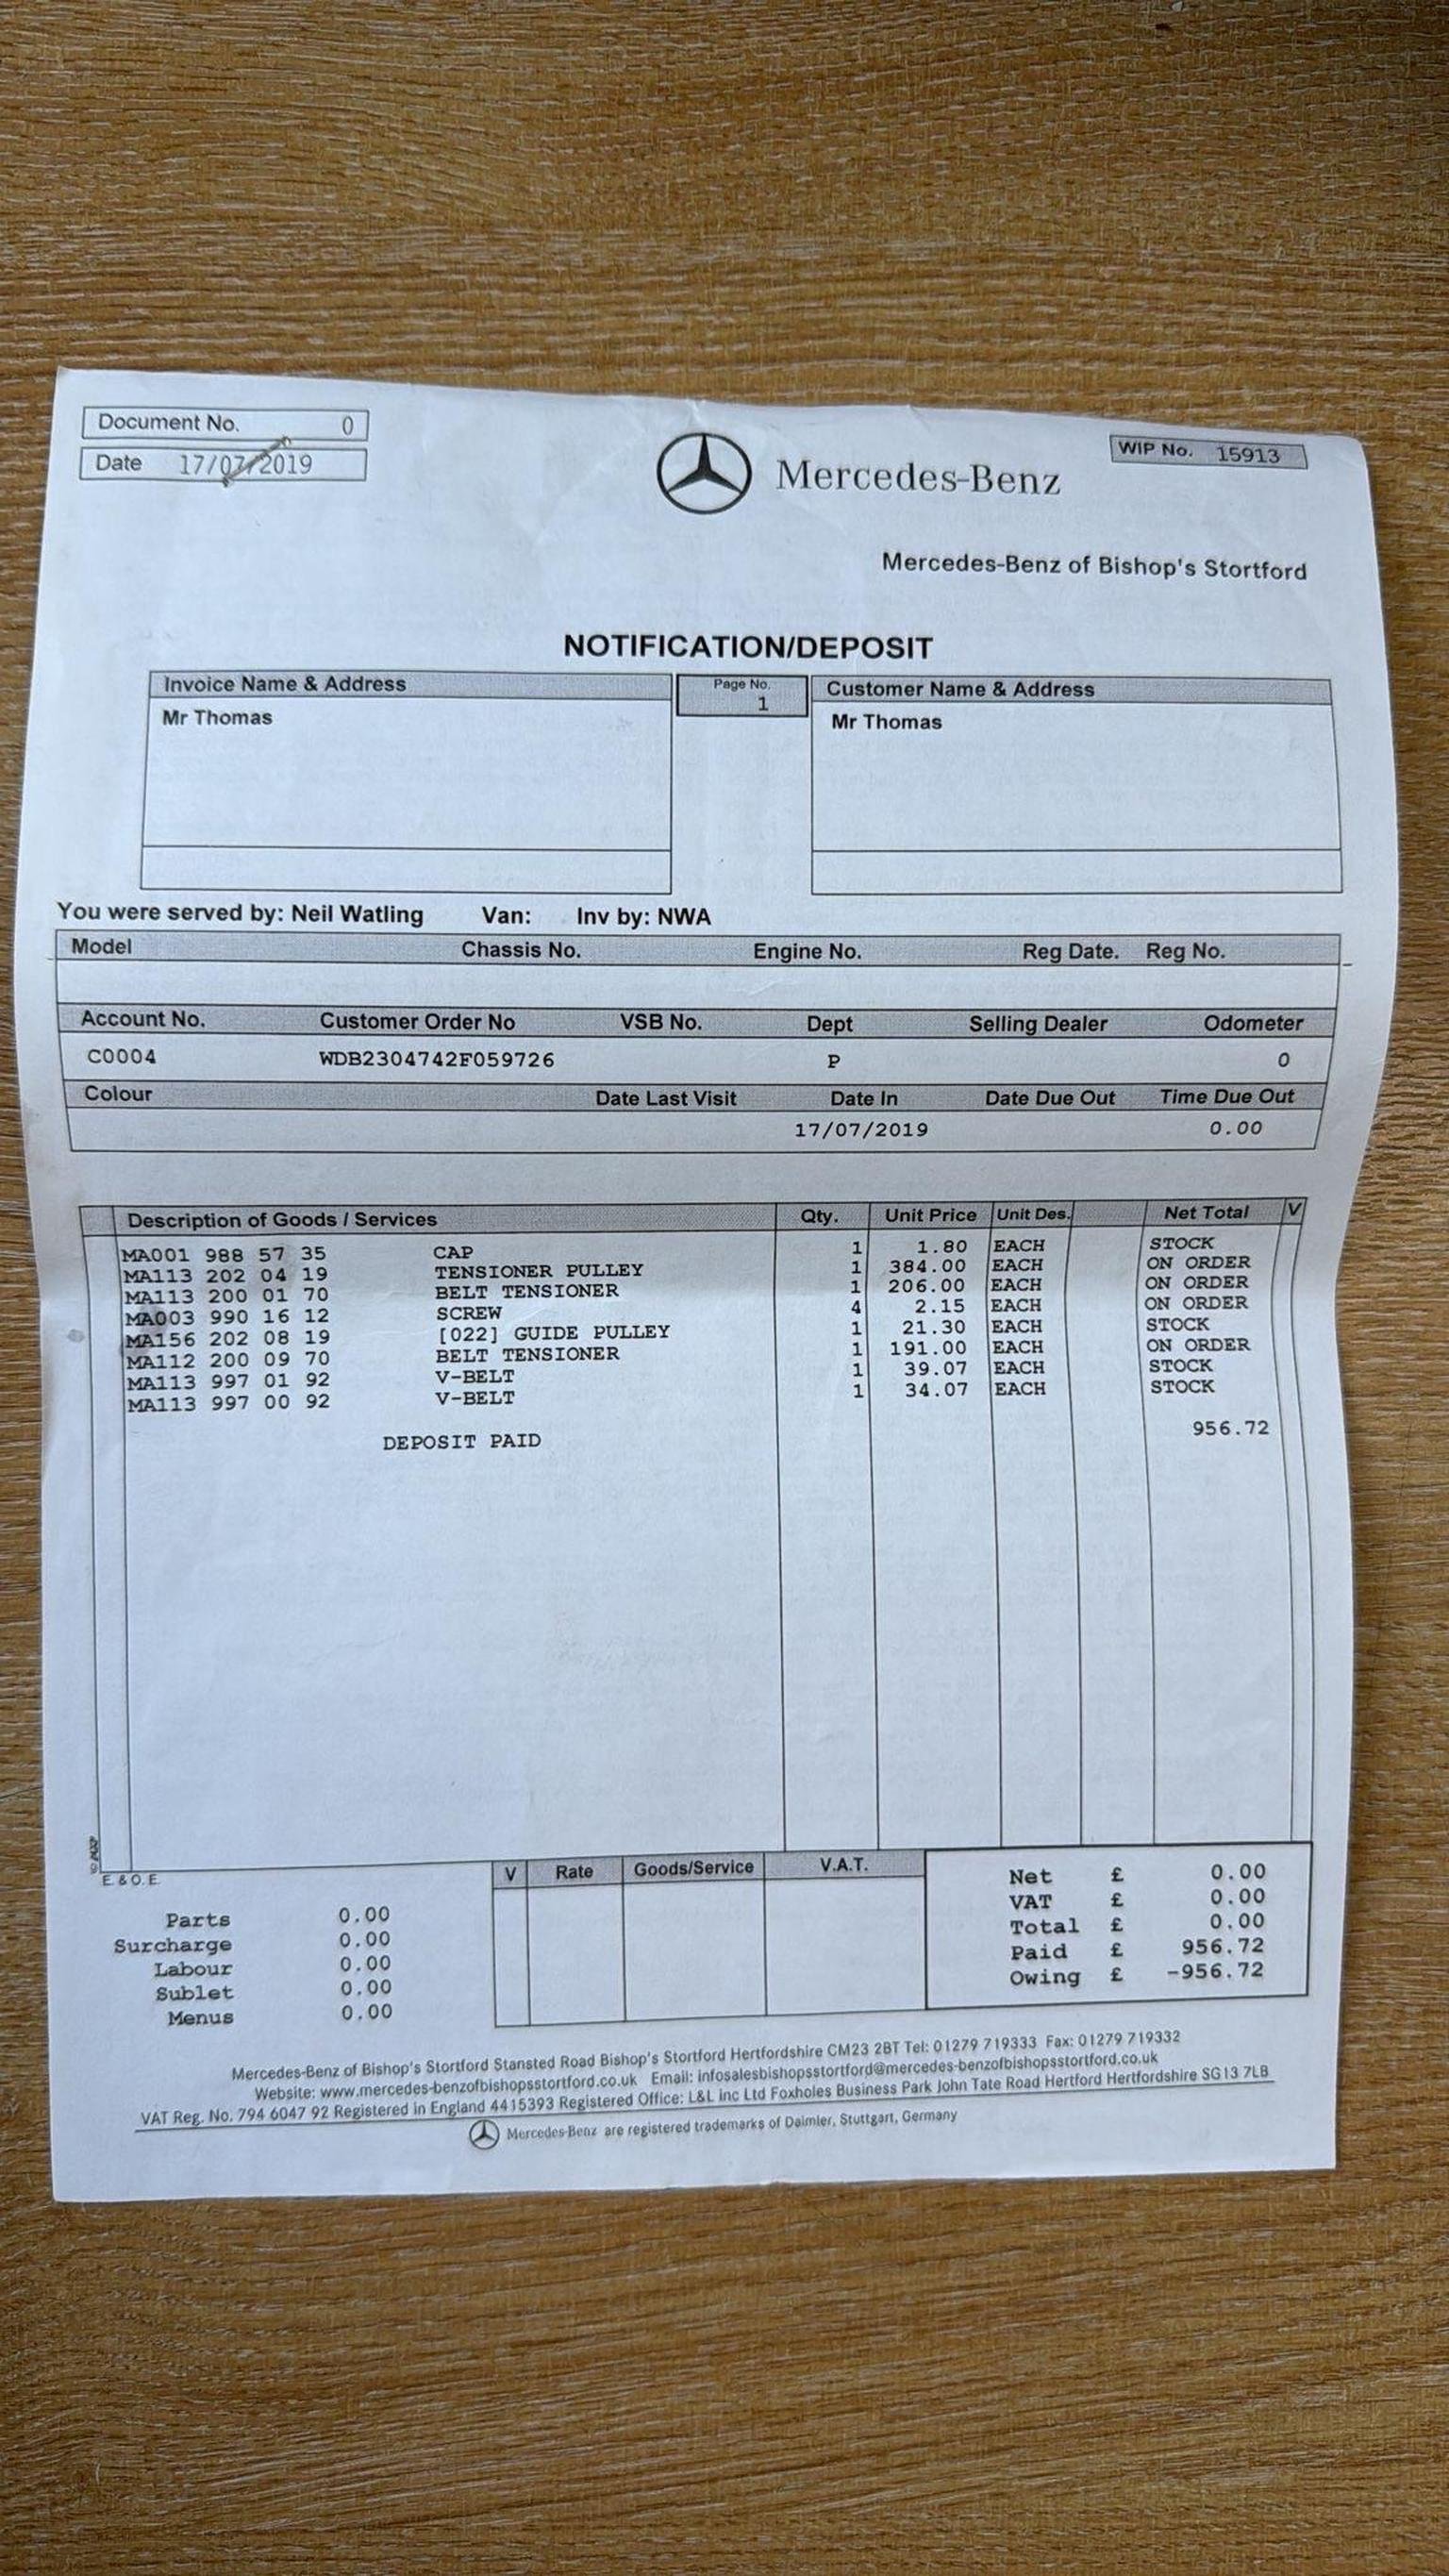 Document No. 0
Date 17/07/2019
WIP No. 15913
Mercedes-Benz
Mercedes-Benz of Bishop's Stortford
NOTIFICATION/DEPOSIT
Invoice Name & Address
Page No. 1
Customer Name & Address
Mr Thomas
Mr Thomas
You were served by: Neil Watling Van: Inv by: NWA
Model Chassis No. Engine No. Reg Date. Reg No.
Account No. Customer Order No VSB No. Dept Selling Dealer Odometer
C0004 WDB2304742F059726 P 0
Colour Date Last Visit Date In Date Due Out Time Due Out
17/07/2019 0.00
Description of Goods / Services Qty. Unit Price Unit Des. Net Total V
MA001 988 57 35 CAP 1 1.80 EACH STOCK
MA113 202 04 19 TENSIONER PULLEY 1 384.00 EACH ON ORDER
MA113 200 01 70 BELT TENSIONER 1 206.00 EACH ON ORDER
MA003 990 16 12 SCREW 4 2.15 EACH ON ORDER
MA156 202 08 19 [022] GUIDE PULLEY 1 21.30 EACH STOCK
MA112 200 09 70 BELT TENSIONER 1 191.00 EACH ON ORDER
MA113 997 01 92 V-BELT 1 39.07 EACH STOCK
MA113 997 00 92 V-BELT 1 34.07 EACH STOCK
DEPOSIT PAID 956.72
E. & O. E.
V Rate Goods/Service V.A.T.
Parts 0.00
Surcharge 0.00
Labour 0.00
Sublet 0.00
Menus 0.00
Net £ 0.00
VAT £ 0.00
Total £ 0.00
Paid £ 956.72
Owing £ -956.72
Mercedes-Benz of Bishop's Stortford Stansted Road Bishop's Stortford Hertfordshire CM23 2BT Tel: 01279 719333 Fax: 01279 719332
Website: www.mercedes-benzofbishopsstortford.co.uk Email: infosalesbishopsstortford@mercedes-benzofbishopsstortford.co.uk
VAT Reg. No. 794 6047 92 Registered in England 4415393 Registered Office: L&L inc Ltd Foxholes Business Park John Tate Road Hertford Hertfordshire SG13 7LB
Mercedes-Benz are registered trademarks of Daimler, Stuttgart, Germany